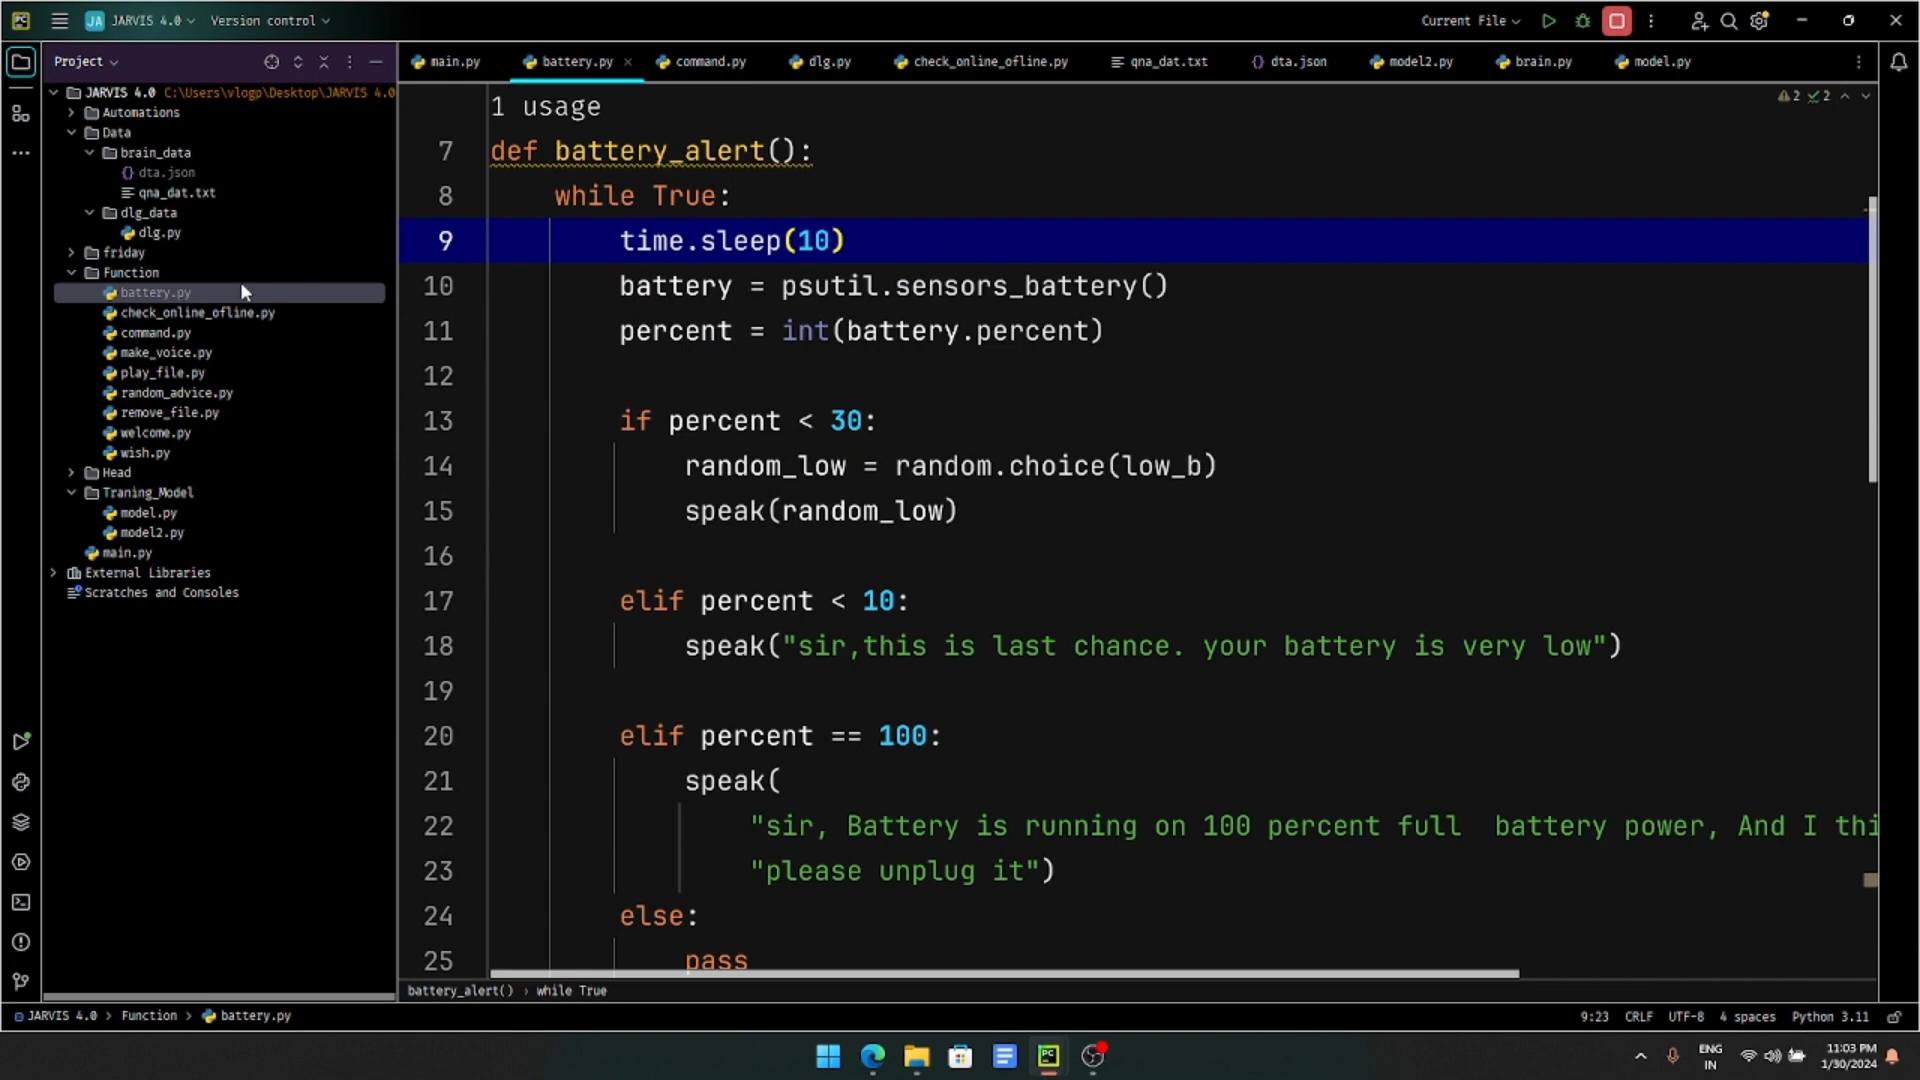 PC JA JARVIS 4.0 Version control Current File
Project
main.py battery.py command.py dlg.py check_online_ofline.py qna_dat.txt {} dta.json model2.py brain.py model.py
JARVIS 4.0 C:\Users\vlogp\Desktop\JARVIS 4.0
Automations
Data
brain_data
{} dta.json
qna_dat.txt
dlg_data
dlg.py
friday
Function
battery.py
check_online_ofline.py
command.py
make_voice.py
play_file.py
random_advice.py
remove_file.py
welcome.py
wish.py
Head
Traning_Model
model.py
model2.py
main.py
External Libraries
Scratches and Consoles
2 2
1 usage
7 def battery_alert():
8 while True:
9 time.sleep(10)
10 battery = psutil.sensors_battery()
11 percent = int(battery.percent)
12
13 if percent < 30:
14 random_low = random.choice(low_b)
15 speak(random_low)
16
17 elif percent < 10:
18 speak("sir,this is last chance. your battery is very low")
19
20 elif percent == 100:
21 speak(
22 "sir, Battery is running on 100 percent full  battery power, And I thi
23 "please unplug it")
24 else:
25 pass
battery_alert() › while True
JARVIS 4.0 > Function > battery.py 9:23 CRLF UTF-8 4 spaces Python 3.11
PC ENG IN 11:03 PM
1/30/2024